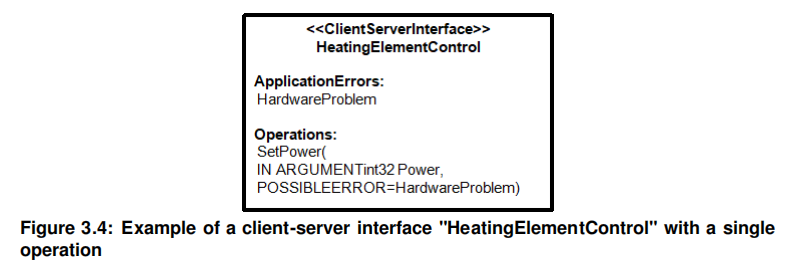 <<ClientServerInterface>>
HeatingElementControl
ApplicationErrors:
HardwareProblem
Operations:
SetPower(
IN ARGUMENTint32 Power,
POSSIBLEERROR=HardwareProblem)
Figure 3.4: Example of a client-server interface "HeatingElementControl" with a single
operation